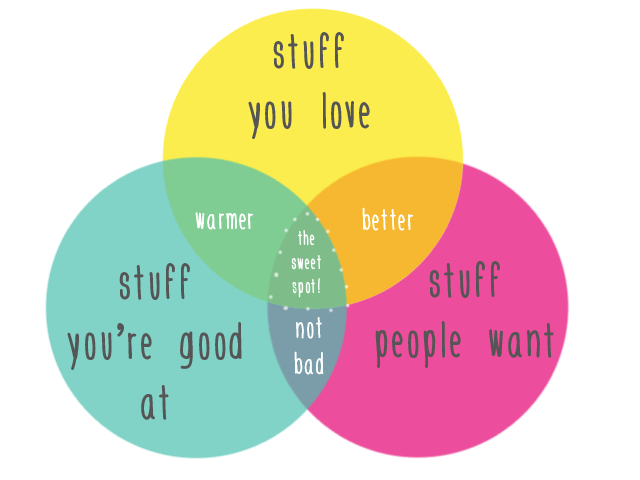 stuff
you love
warmer
better
the
sweet
spot!
stuff
you're good
at
stuff
people want
not
bad